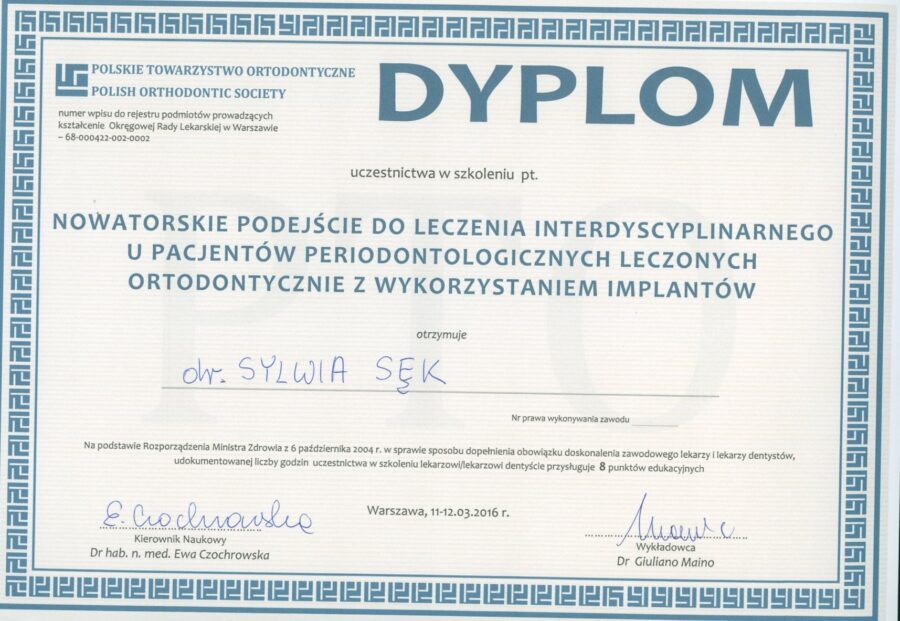 POLSKIE TOWARZYSTWO ORTODONTYCZNE
POLISH ORTHODONTIC SOCIETY
numer wpisu do rejestru podmiotów prowadzących
kształcenie Okręgowej Rady Lekarskiej w Warszawie
– 68-000422-002-0002
DYPLOM
uczestnictwa w szkoleniu pt.
NOWATORSKIE PODEJŚCIE DO LECZENIA INTERDYSCYPLINARNEGO
U PACJENTÓW PERIODONTOLOGICZNYCH LECZONYCH
ORTODONTYCZNIE Z WYKORZYSTANIEM IMPLANTÓW
otrzymuje
dr. SYLWIA SĘK
Nr prawa wykonywania zawodu
Na podstawie Rozporządzenia Ministra Zdrowia z 6 października 2004 r. w sprawie sposobu dopełnienia obowiązku doskonalenia zawodowego lekarzy i lekarzy dentystów,
udokumentowanej liczby godzin uczestnictwa w szkoleniu lekarzowi/lekarzowi dentyście przysługuje 8 punktów edukacyjnych
E. Czochrowska
Kierownik Naukowy
Dr hab. n. med. Ewa Czochrowska
Warszawa, 11-12.03.2016 r.
Wykładowca
Dr Giuliano Maino
PTO